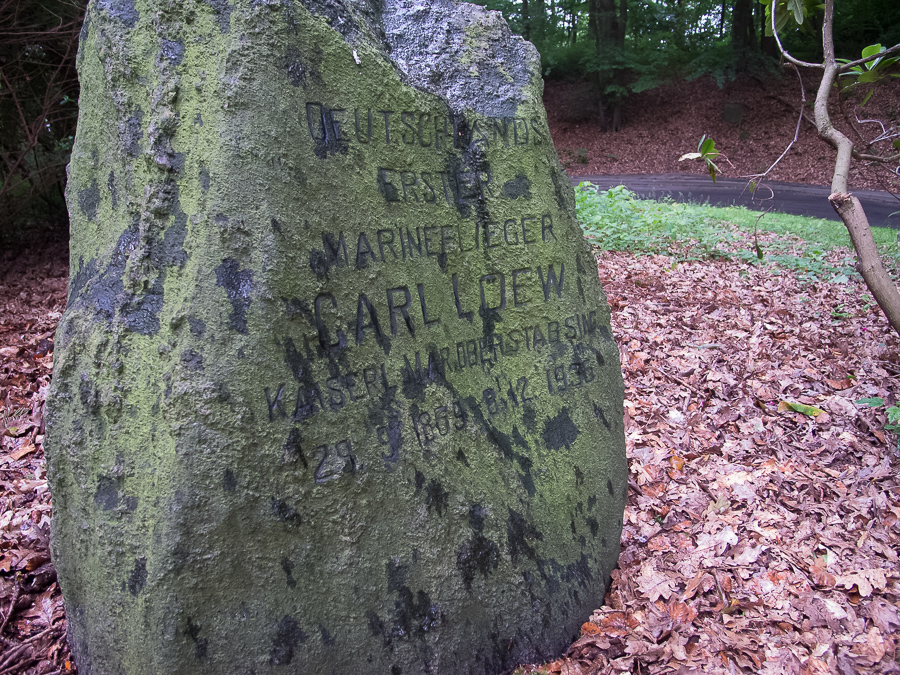 DEUTSCHLANDS
ERSTER
MARINEFLIEGER
CARL LOEW
KAISERL. MAR.OBERSTABSING.
29. 9. 1869 8.12.1936